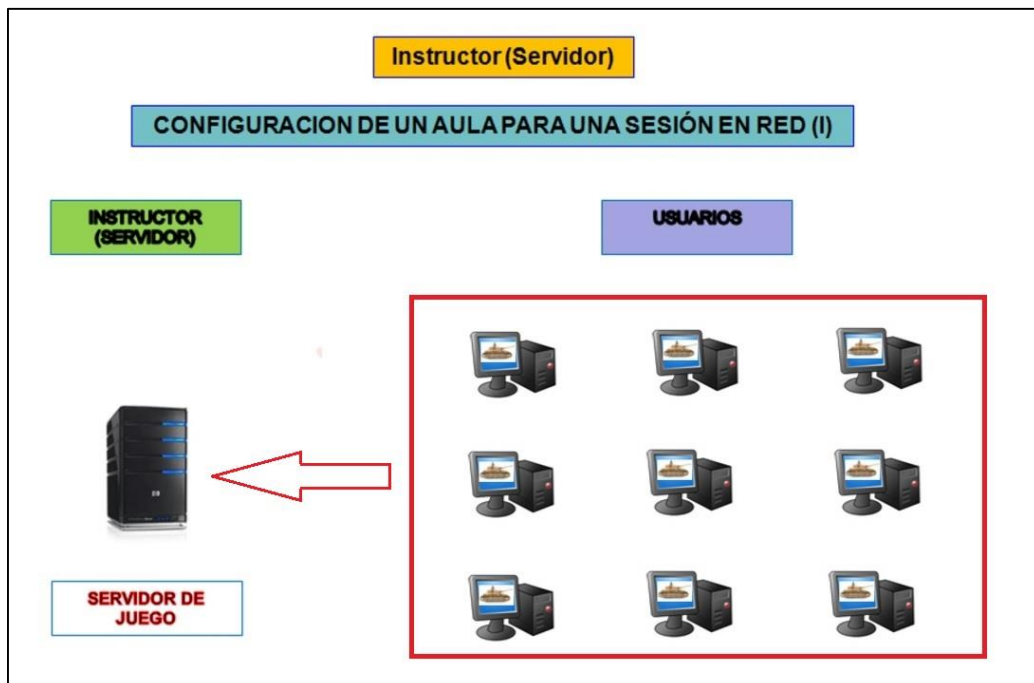 Instructor (Servidor)
CONFIGURACION DE UN AULA PARA UNA SESIÓN EN RED (I)
INSTRUCTOR
(SERVIDOR)
USUARIOS
SERVIDOR DE
JUEGO